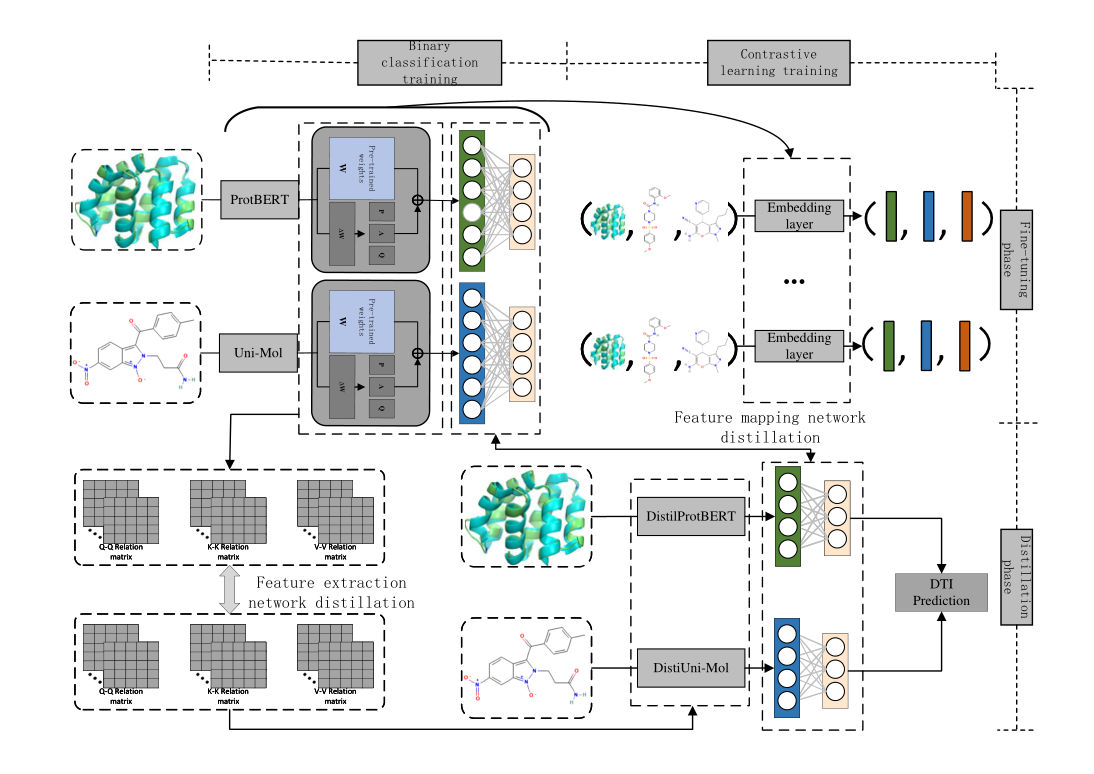 Binary
classification
training
Contrastive
learning training
ProtBERT
Pre-trained
weights
W
ΔW
P
Λ
Q
Embedding
layer
Fine-tuning
phase
...
Uni-Mol
Pre-trained
weights
W
ΔW
P
Λ
Q
Embedding
layer
Feature mapping network
distillation
Q-Q Relation
matrix
K-K Relation
matrix
V-V Relation
matrix
DistilProtBERT
Feature extraction
network distillation
DTI
Prediction
Distillation
phase
Q-Q Relation
matrix
K-K Relation
matrix
V-V Relation
matrix
DistiUni-Mol